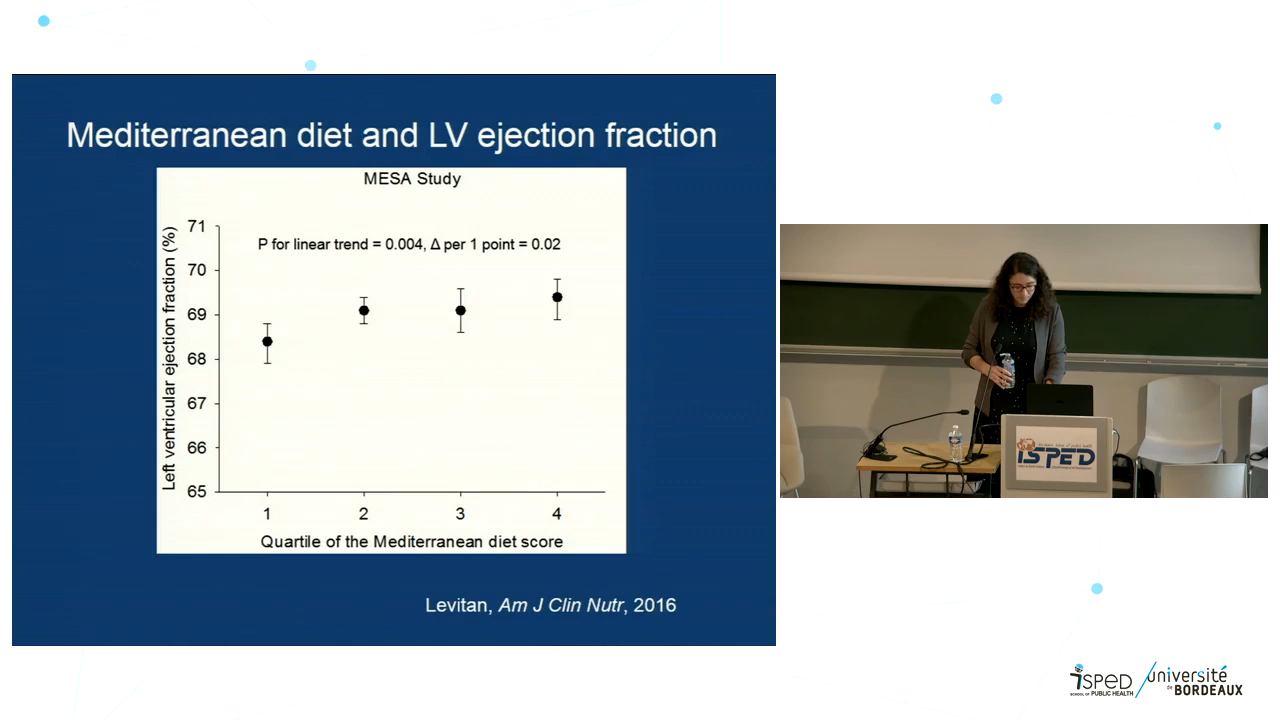 Mediterranean diet and LV ejection fraction
MESA Study
P for linear trend = 0.004, Δ per 1 point = 0.02
Left ventricular ejection fraction (%)
71
70
69
68
67
66
65
1
2
3
4
Quartile of the Mediterranean diet score
Levitan, Am J Clin Nutr, 2016
ISPED
iSPED
SCHOOL OF PUBLIC HEALTH
université
de BORDEAUX